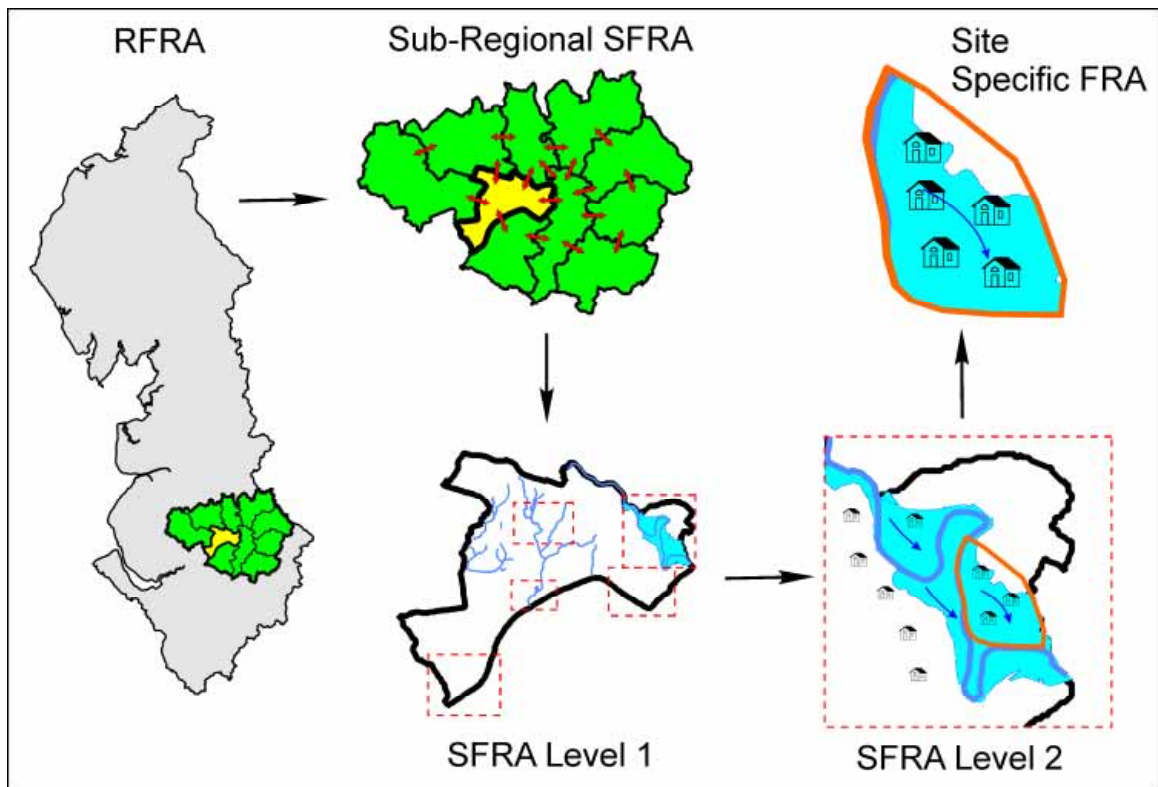 RFRA
Sub-Regional SFRA
Site
Specific FRA
SFRA Level 1
SFRA Level 2